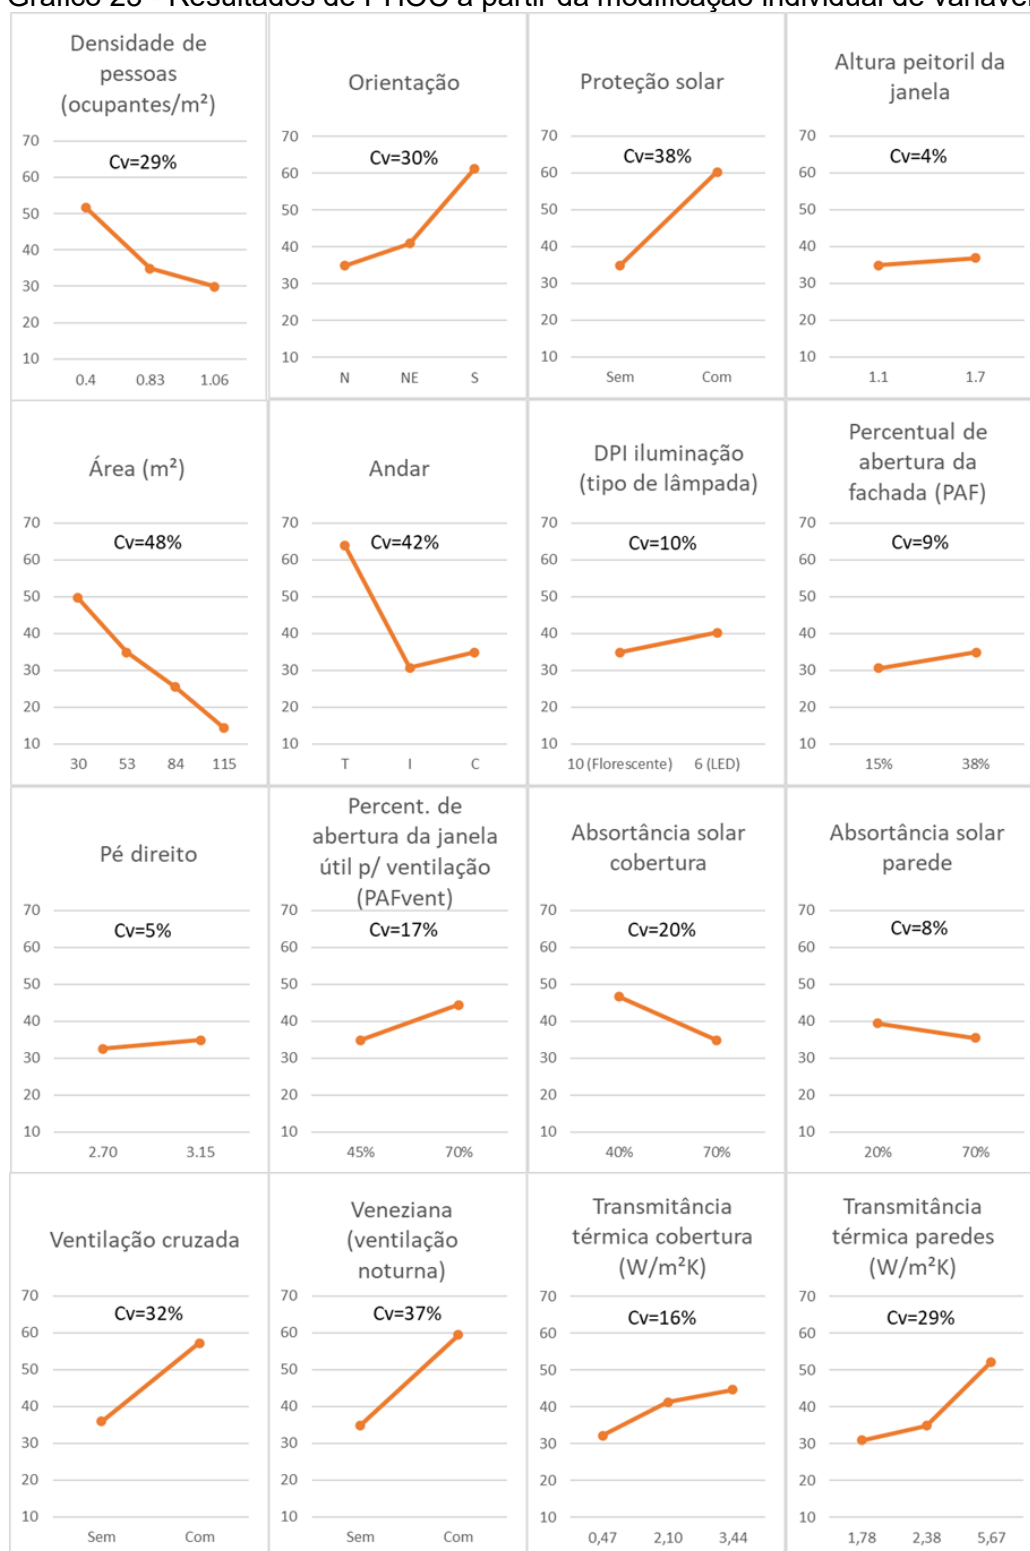 Resultados de PHOC a partir da modificação individual de
Densidade de
pessoas
(ocupantes/m²)
70
Cv=29%
60
50
40
30
20
10
0.4 0.83 1.06
Orientação
70
Cv=30%
60
50
40
30
20
10
N NE S
Proteção solar
70
Cv=38%
60
50
40
30
20
10
Sem Com
Altura peitoril da
janela
70
Cv=4%
60
50
40
30
20
10
1.1 1.7
Área (m²)
70
Cv=48%
60
50
40
30
20
10
30 53 84 115
Andar
70
Cv=42%
60
50
40
30
20
10
T I C
DPI iluminação
(tipo de lâmpada)
70
Cv=10%
60
50
40
30
20
10
10 (Florescente) 6 (LED)
Percentual de
abertura da
fachada (PAF)
70
Cv=9%
60
50
40
30
20
10
15% 38%
Pé direito
70
Cv=5%
60
50
40
30
20
10
2.70 3.15
Percent. de
abertura da janela
útil p/ ventilação
(PAFvent)
70
Cv=17%
60
50
40
30
20
10
45% 70%
Absortância solar
cobertura
70
Cv=20%
60
50
40
30
20
10
40% 70%
Absortância solar
parede
70
Cv=8%
60
50
40
30
20
10
20% 70%
Ventilação cruzada
70
Cv=32%
60
50
40
30
20
10
Sem Com
Veneziana
(ventilação
noturna)
70
Cv=37%
60
50
40
30
20
10
Sem Com
Transmitância
térmica cobertura
(W/m²K)
70
Cv=16%
60
50
40
30
20
10
0,47 2,10 3,44
Transmitância
térmica paredes
(W/m²K)
70
Cv=29%
60
50
40
30
20
10
1,78 2,38 5,67